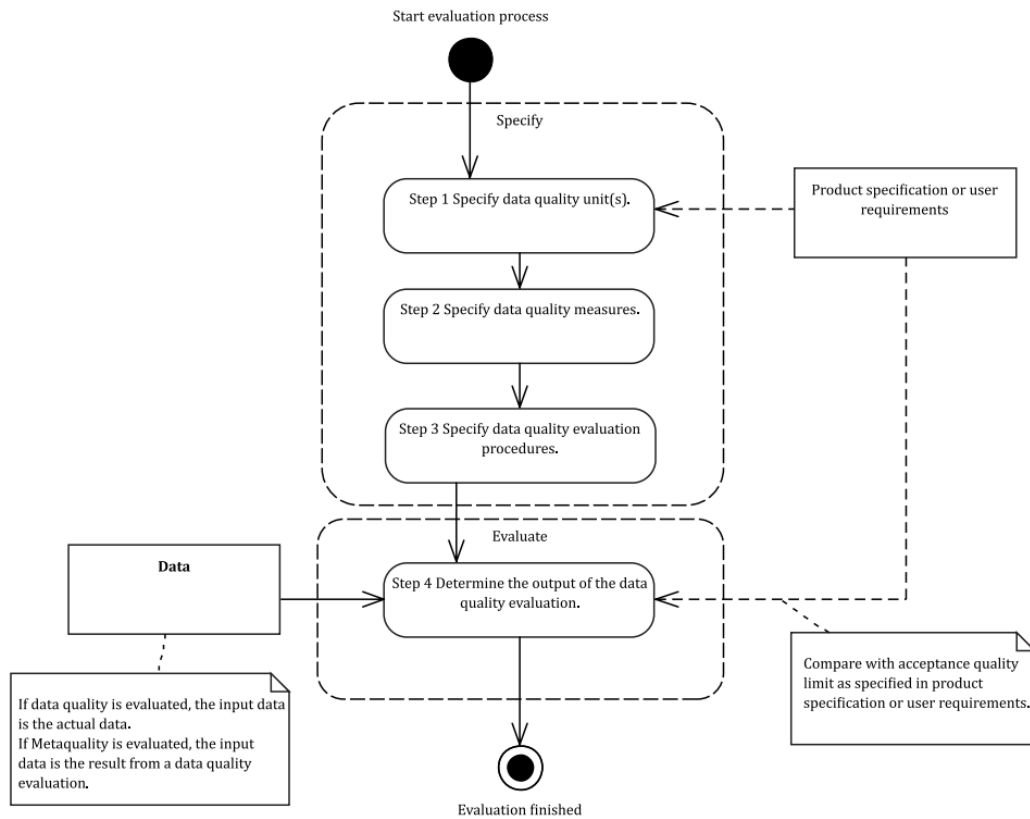 Start evaluation process
Specify
Step 1 Specify data quality unit(s).
Product specification or user
requirements
Step 2 Specify data quality measures.
Step 3 Specify data quality evaluation
procedures.
Evaluate
Data
Step 4 Determine the output of the data
quality evaluation.
If data quality is evaluated, the input data
is the actual data.
If Metaquality is evaluated, the input
data is the result from a data quality
evaluation.
Compare with acceptance quality
limit as specified in product
specification or user requirements.
Evaluation finished